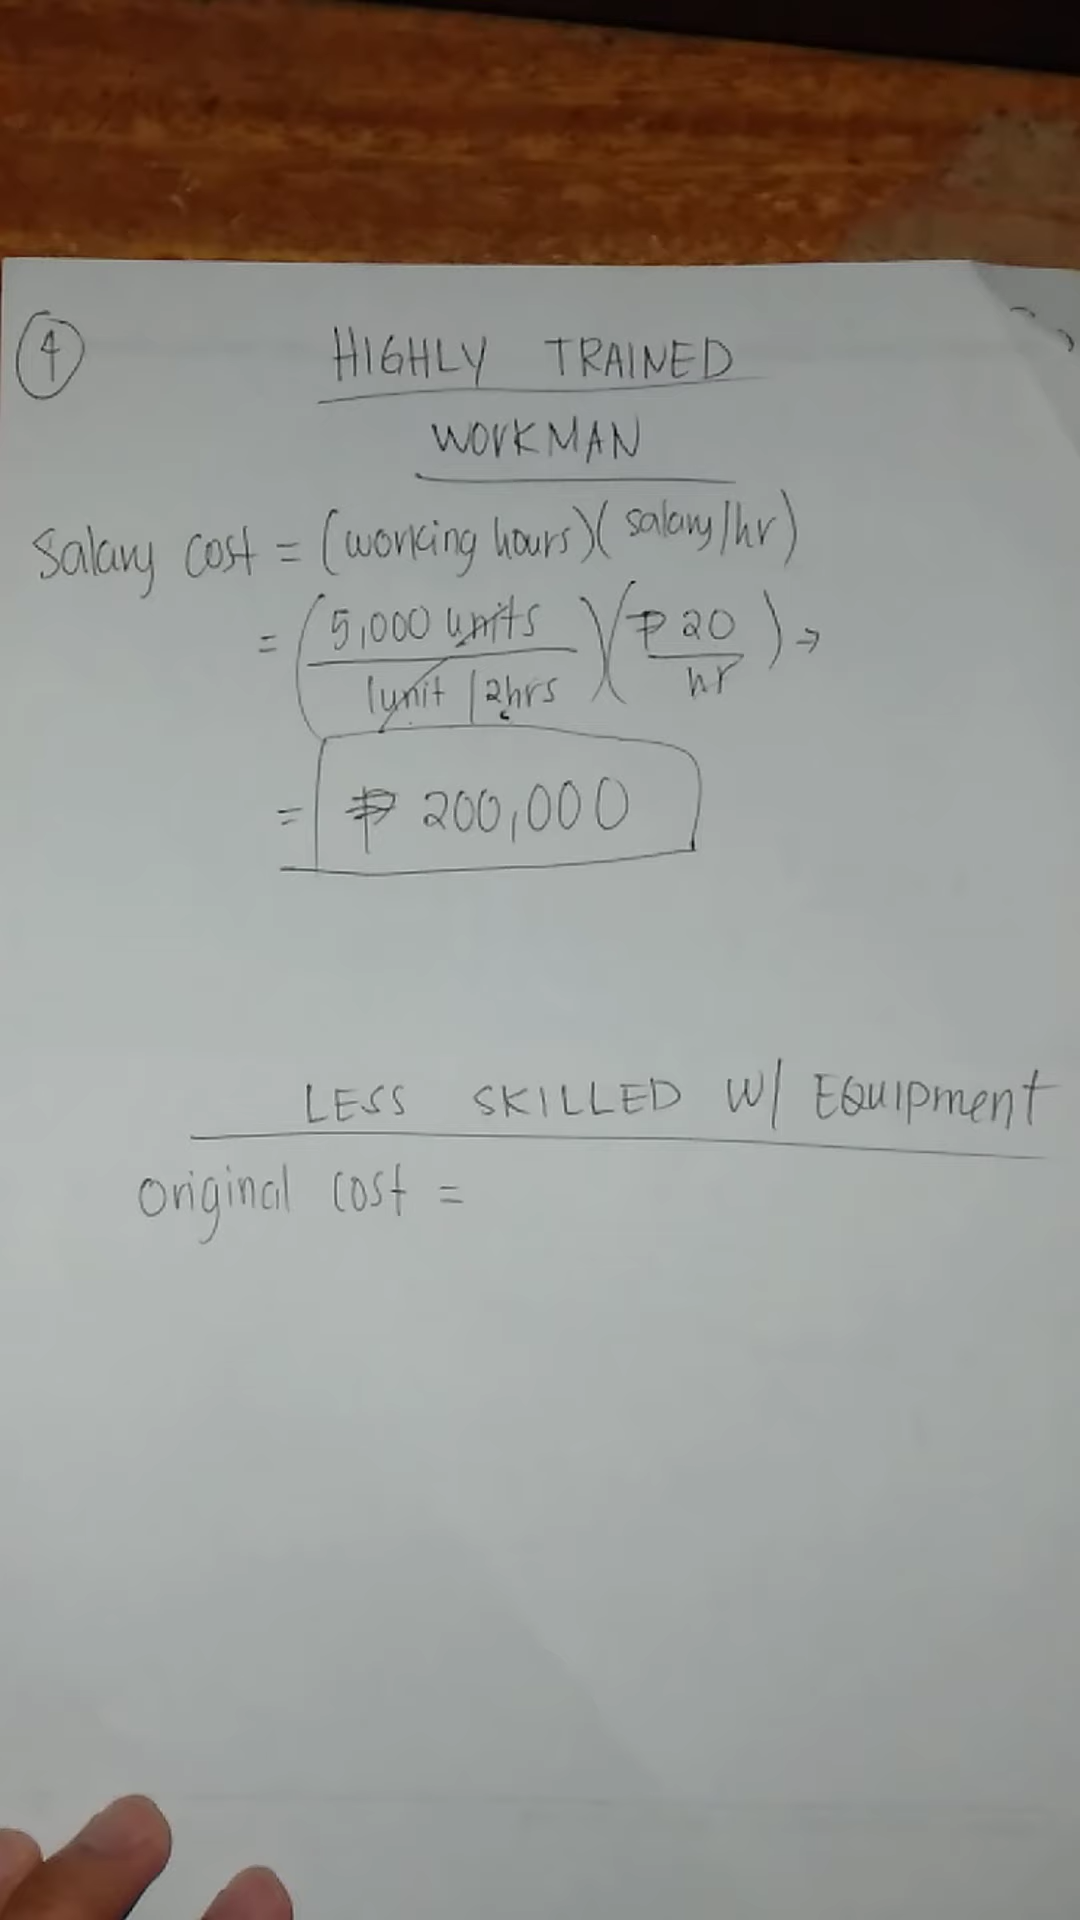 4
HIGHLY TRAINED
WORKMAN
Salary cost = (working hours)(salary/hr)
= (5,000 units / 1unit / 2hrs)(₱20 / hr) →
= ₱ 200,000
LESS SKILLED W/ EQUIPMENT
Original cost =